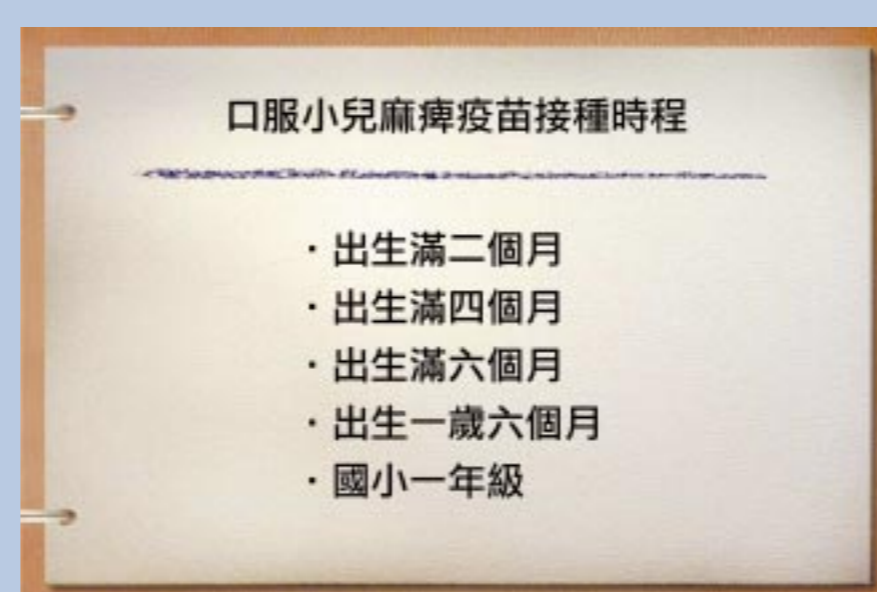 口服小兒麻痺疫苗接種時程
·出生滿二個月
·出生滿四個月
·出生滿六個月
·出生一歲六個月
·國小一年級